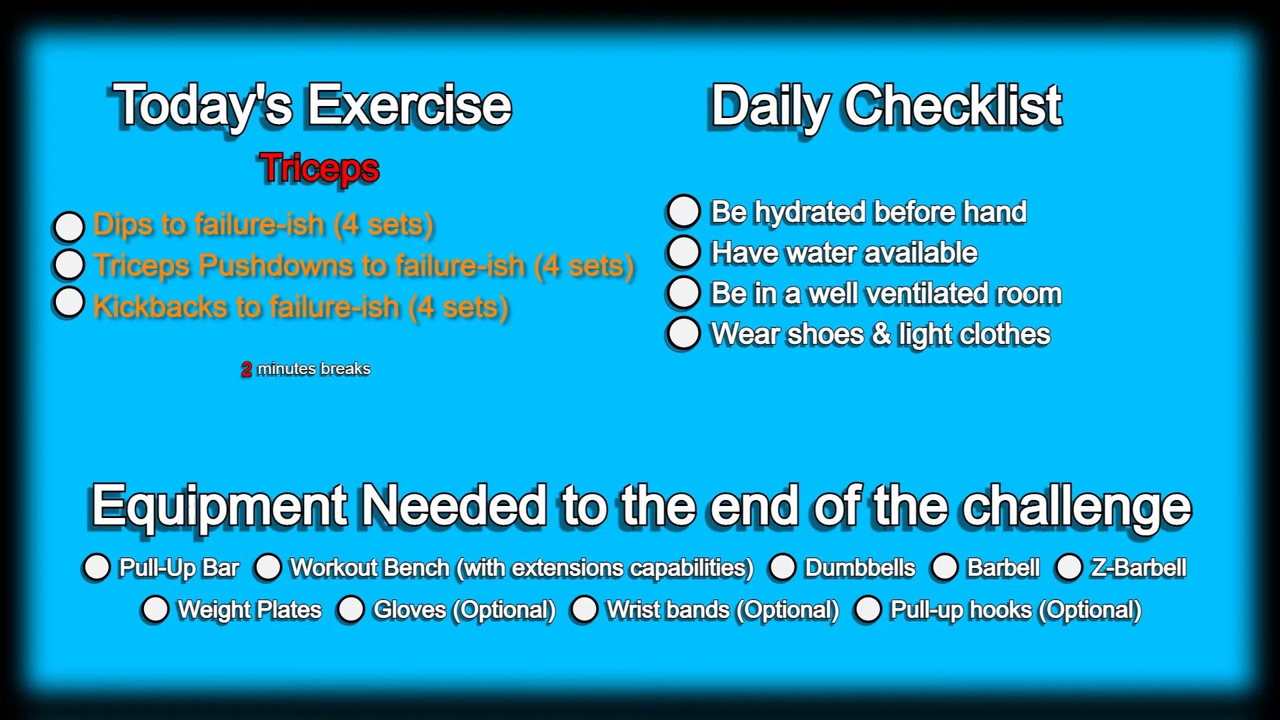 Today's Exercise
Triceps
Dips to failure-ish (4 sets)
Triceps Pushdowns to failure-ish (4 sets)
Kickbacks to failure-ish (4 sets)
2 minutes breaks
Daily Checklist
Be hydrated before hand
Have water available
Be in a well ventilated room
Wear shoes & light clothes
Equipment Needed to the end of the challenge
Pull-Up Bar Workout Bench (with extensions capabilities) Dumbbells Barbell Z-Barbell
Weight Plates Gloves (Optional) Wrist bands (Optional) Pull-up hooks (Optional)